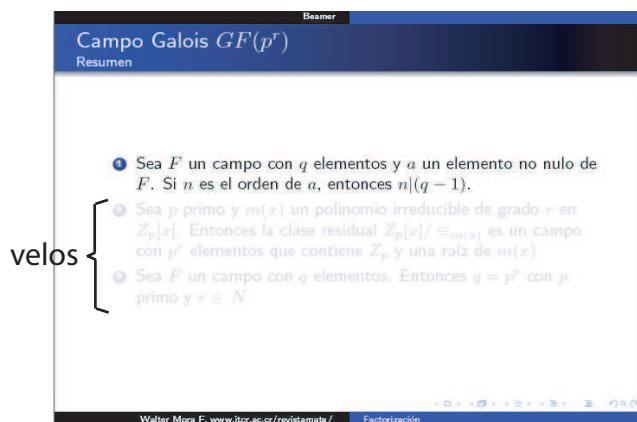 Beamer
Campo Galois GF(p^r)
Resumen
1 Sea F un campo con q elementos y a un elemento no nulo de
F. Si n es el orden de a, entonces n|(q − 1).
2 Sea p primo y m(x) un polinomio irreducible de grado r en
Z_p[x]. Entonces la clase residual Z_p[x]/ ≡_{m(x)} es un campo
velos
con p^r elementos que contiene Z_p y una raíz de m(x).
3 Sea F un campo con q elementos. Entonces q = p^r con p
primo y r ∈ N
Walter Mora F. www.itcr.ac.cr/revistamate/ Factorización